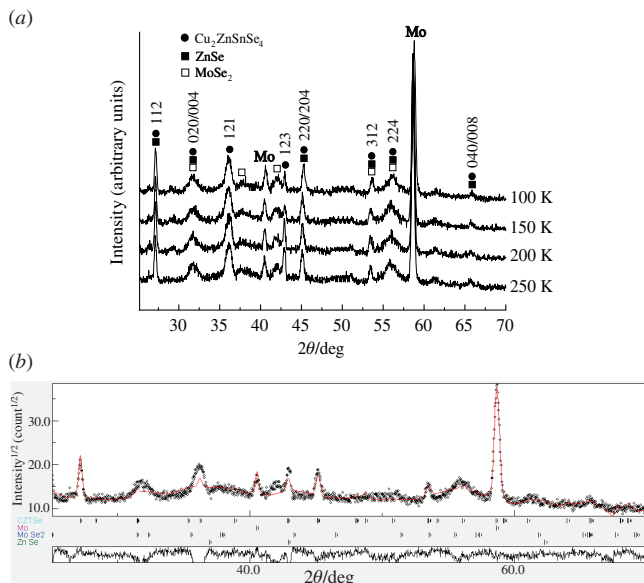 (a)
Cu2ZnSnSe4
ZnSe
MoSe2
Mo
112
020/004
121
Mo
123
220/204
312
224
040/008
Intensity (arbitrary units)
100 K
150 K
200 K
250 K
30 35 40 45 50 55 60 65 70
2θ/deg
(b)
Intensity1/2 (count1/2)
30.0
20.0
10.0
CZTSe
Mo
Mo Se2
Zn Se
40.0 60.0
2θ/deg